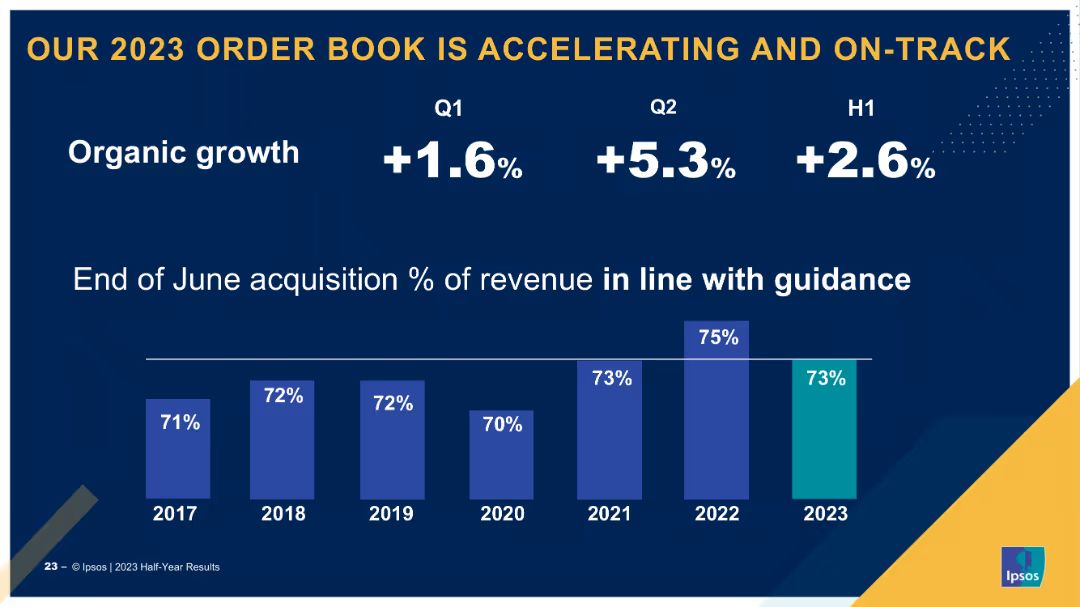 OUR 2023 ORDER BOOK IS ACCELERATING AND ON-TRACK
Q1 Q2 H1
Organic growth +1.6% +5.3% +2.6%
End of June acquisition % of revenue in line with guidance
71% 72% 72% 70% 73% 75% 73%
2017 2018 2019 2020 2021 2022 2023
23 – © Ipsos | 2023 Half-Year Results
Ipsos